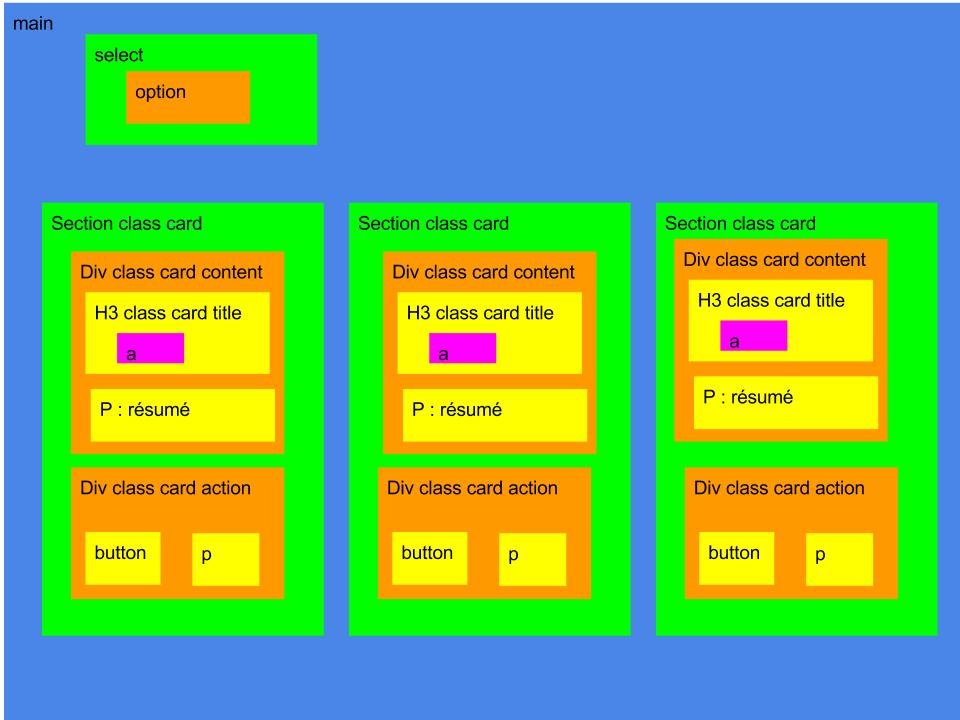 main
select
option
Section class card
Div class card content
H3 class card title
a
P : résumé
Div class card action
button
p
Section class card
Div class card content
H3 class card title
a
P : résumé
Div class card action
button
p
Section class card
Div class card content
H3 class card title
a
P : résumé
Div class card action
button
p